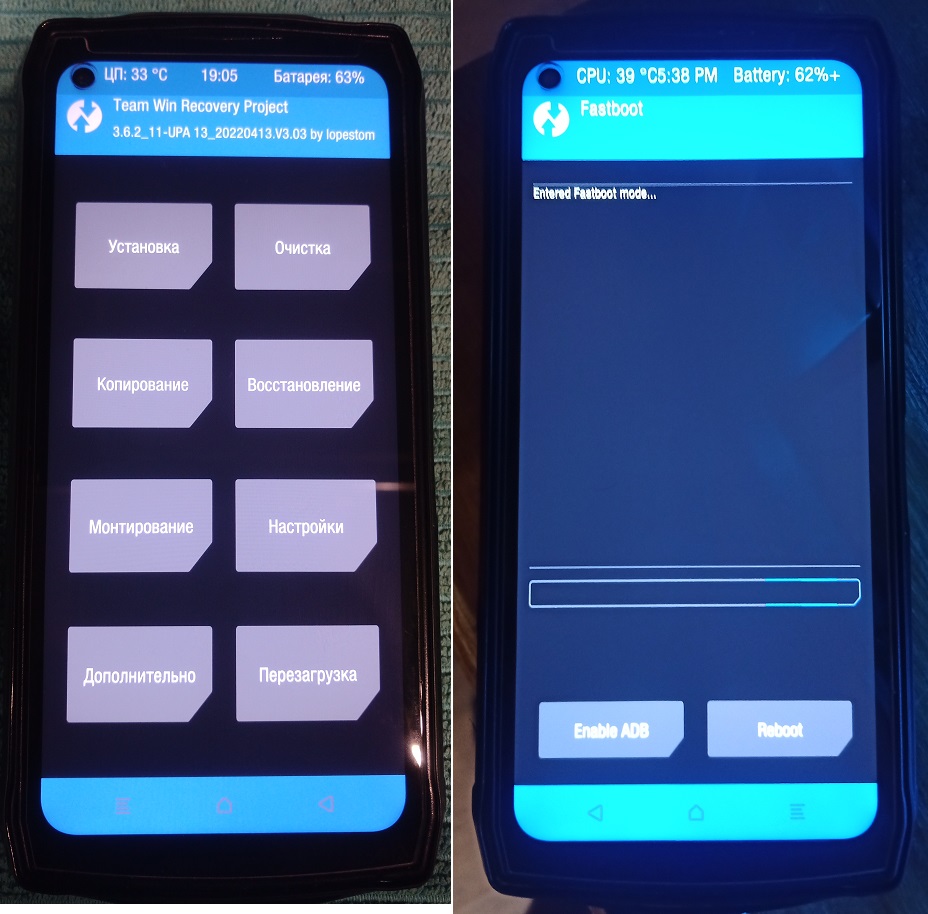 ЦП: 33 °C 19:05 Батарея: 63%
Team Win Recovery Project
3.6.2_11-UPA 13_20220413.V3.03 by lopestom
Установка Очистка
Копирование Восстановление
Монтирование Настройки
Дополнительно Перезагрузка
CPU: 39 °C5:38 PM Battery: 62%+
Fastboot
Entered Fastboot mode...
Enable ADB Reboot